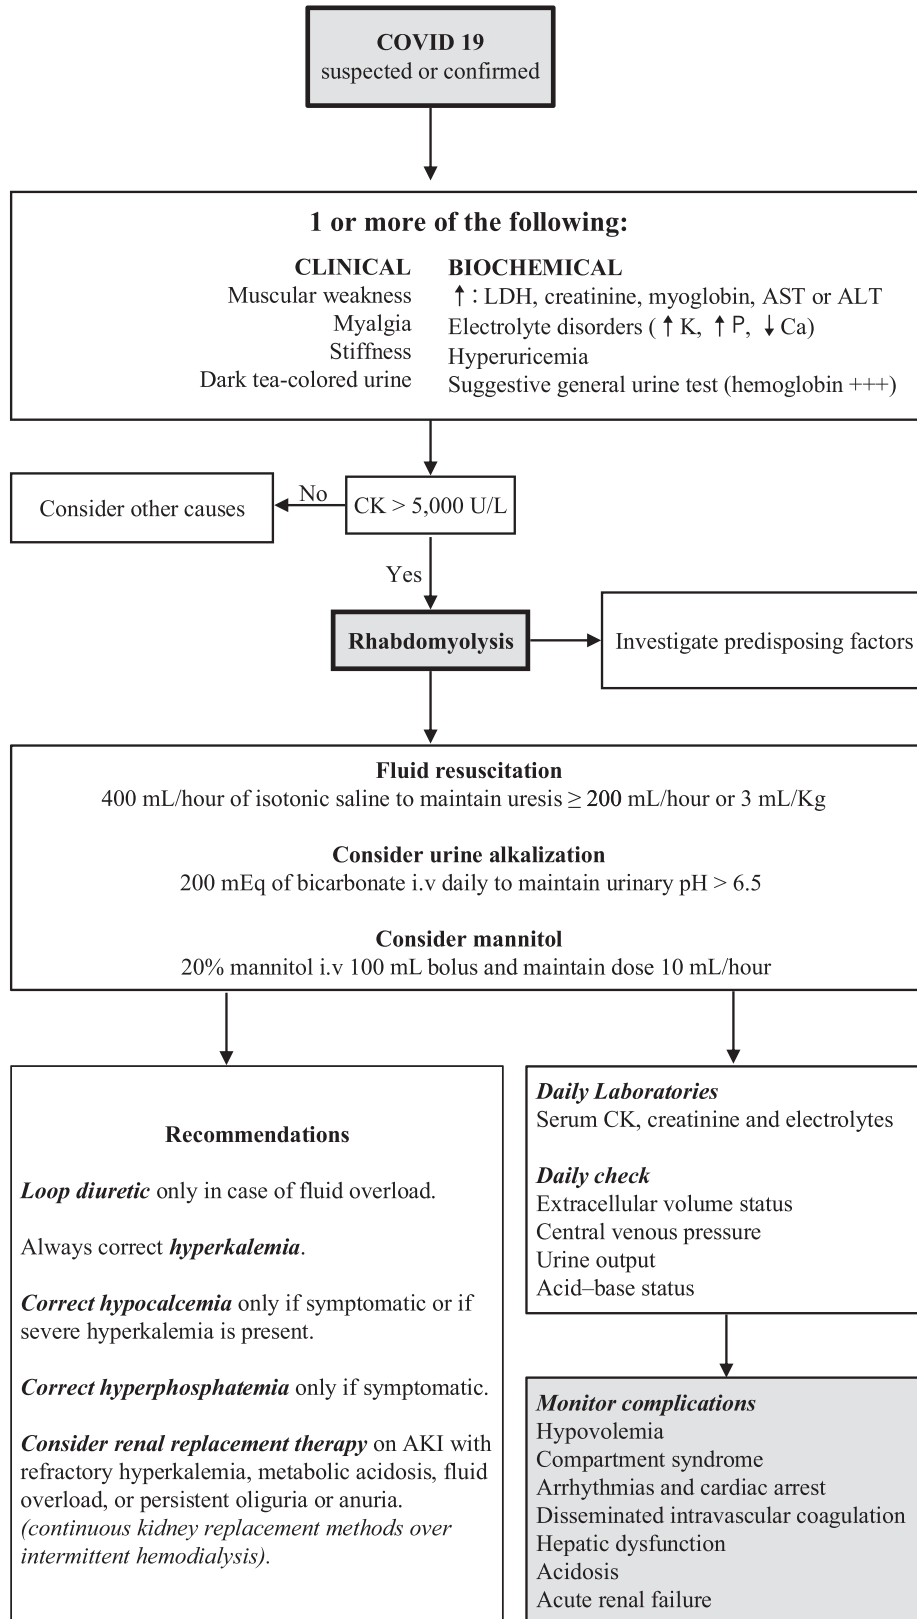 COVID 19
suspected or confirmed
1 or more of the following:
CLINICAL
Muscular weakness
Myalgia
Stiffness
Dark tea-colored urine
BIOCHEMICAL
↑: LDH, creatinine, myoglobin, AST or ALT
Electrolyte disorders (↑K, ↑P, ↓Ca)
Hyperuricemia
Suggestive general urine test (hemoglobin +++)
CK > 5,000 U/L
No
Consider other causes
Yes
Rhabdomyolysis
Investigate predisposing factors
Fluid resuscitation
400 mL/hour of isotonic saline to maintain uresis ≥ 200 mL/hour or 3 mL/Kg
Consider urine alkalization
200 mEq of bicarbonate i.v daily to maintain urinary pH > 6.5
Consider mannitol
20% mannitol i.v 100 mL bolus and maintain dose 10 mL/hour
Recommendations
Loop diuretic only in case of fluid overload.
Always correct hyperkalemia.
Correct hypocalcemia only if symptomatic or if
severe hyperkalemia is present.
Correct hyperphosphatemia only if symptomatic.
Consider renal replacement therapy on AKI with
refractory hyperkalemia, metabolic acidosis, fluid
overload, or persistent oliguria or anuria.
(continuous kidney replacement methods over
intermittent hemodialysis).
Daily Laboratories
Serum CK, creatinine and electrolytes
Daily check
Extracellular volume status
Central venous pressure
Urine output
Acid–base status
Monitor complications
Hypovolemia
Compartment syndrome
Arrhythmias and cardiac arrest
Disseminated intravascular coagulation
Hepatic dysfunction
Acidosis
Acute renal failure